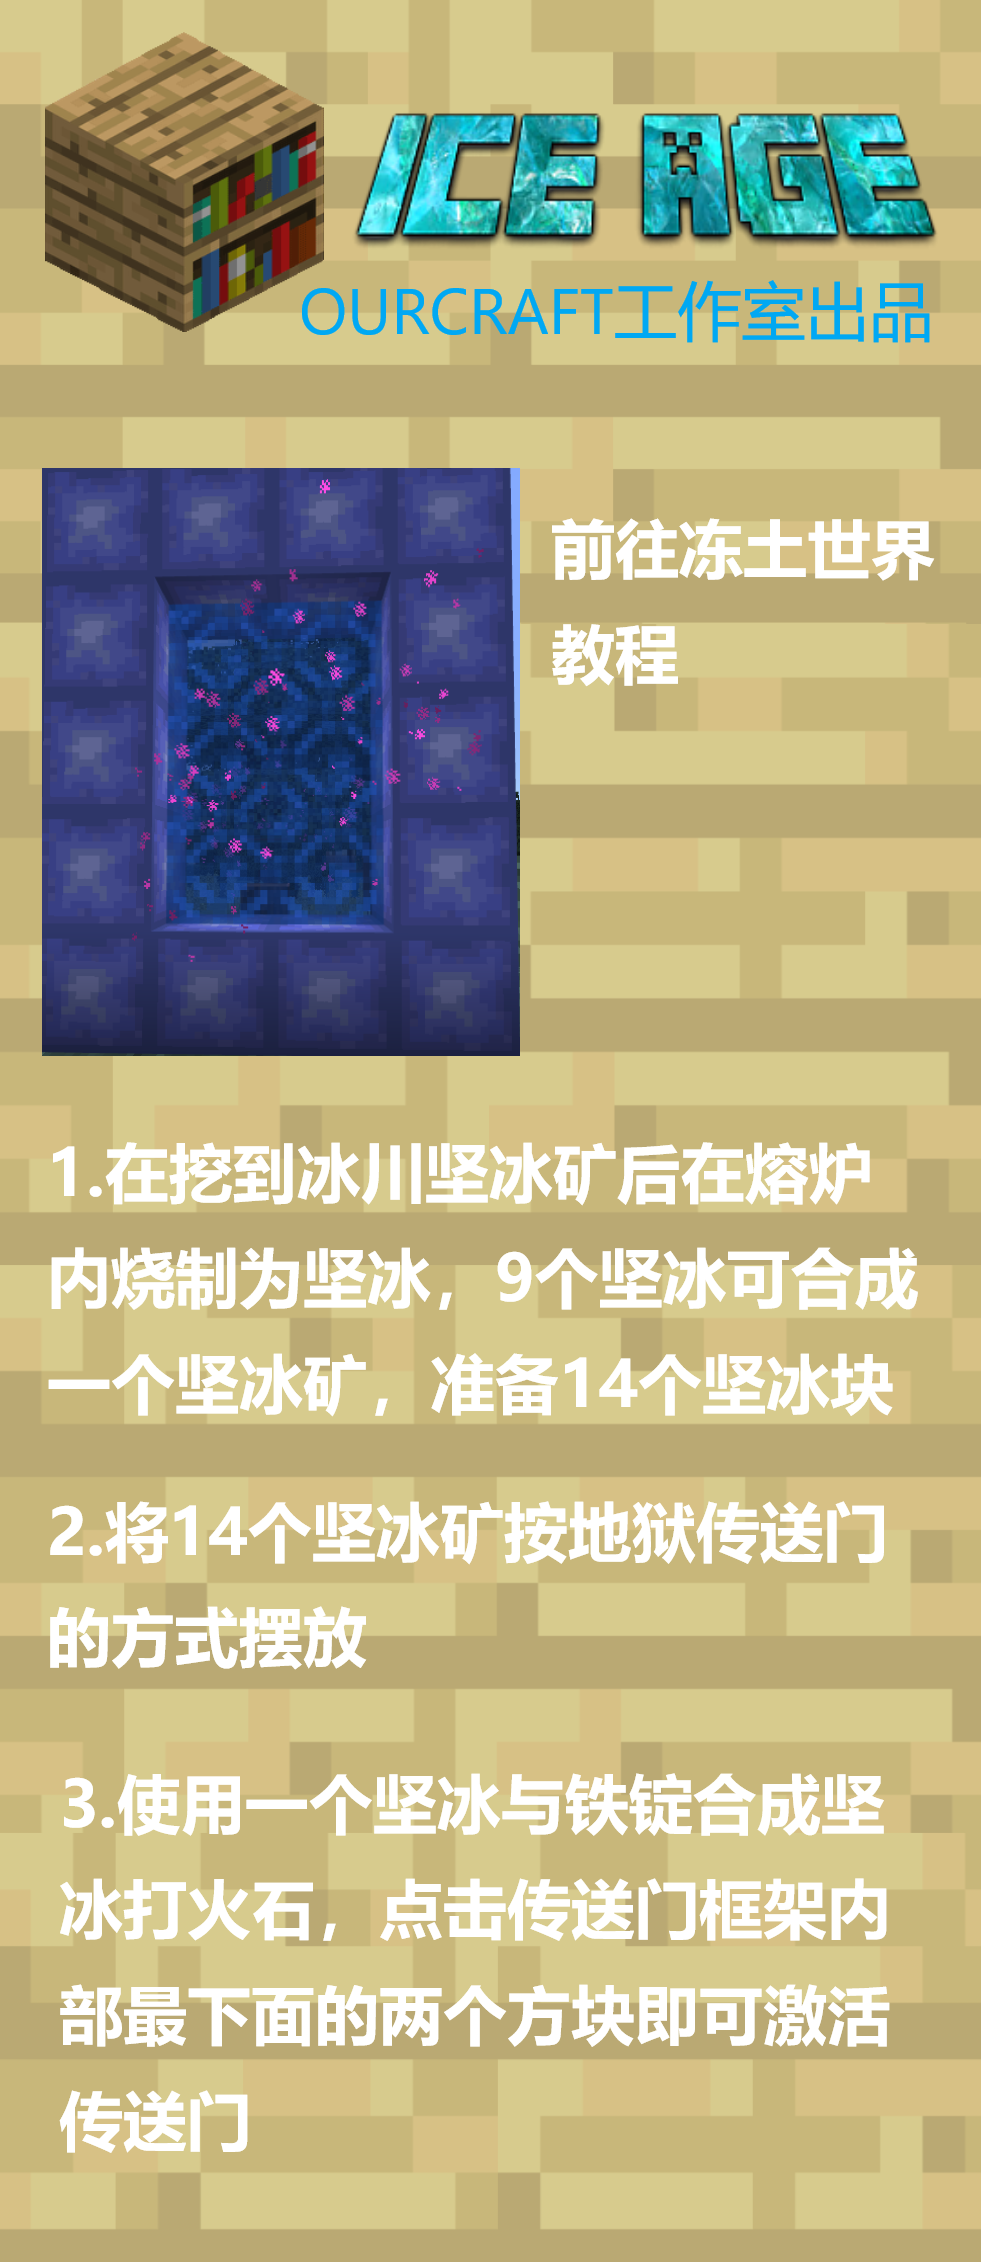 ICE AGE
OURCRAFT工作室出品
前往冻土世界
教程
1.在挖到冰川坚冰矿后在熔炉
内烧制为坚冰，9个坚冰可合成
一个坚冰矿，准备14个坚冰块
2.将14个坚冰矿按地狱传送门
的方式摆放
3.使用一个坚冰与铁锭合成坚
冰打火石，点击传送门框架内
部最下面的两个方块即可激活
传送门